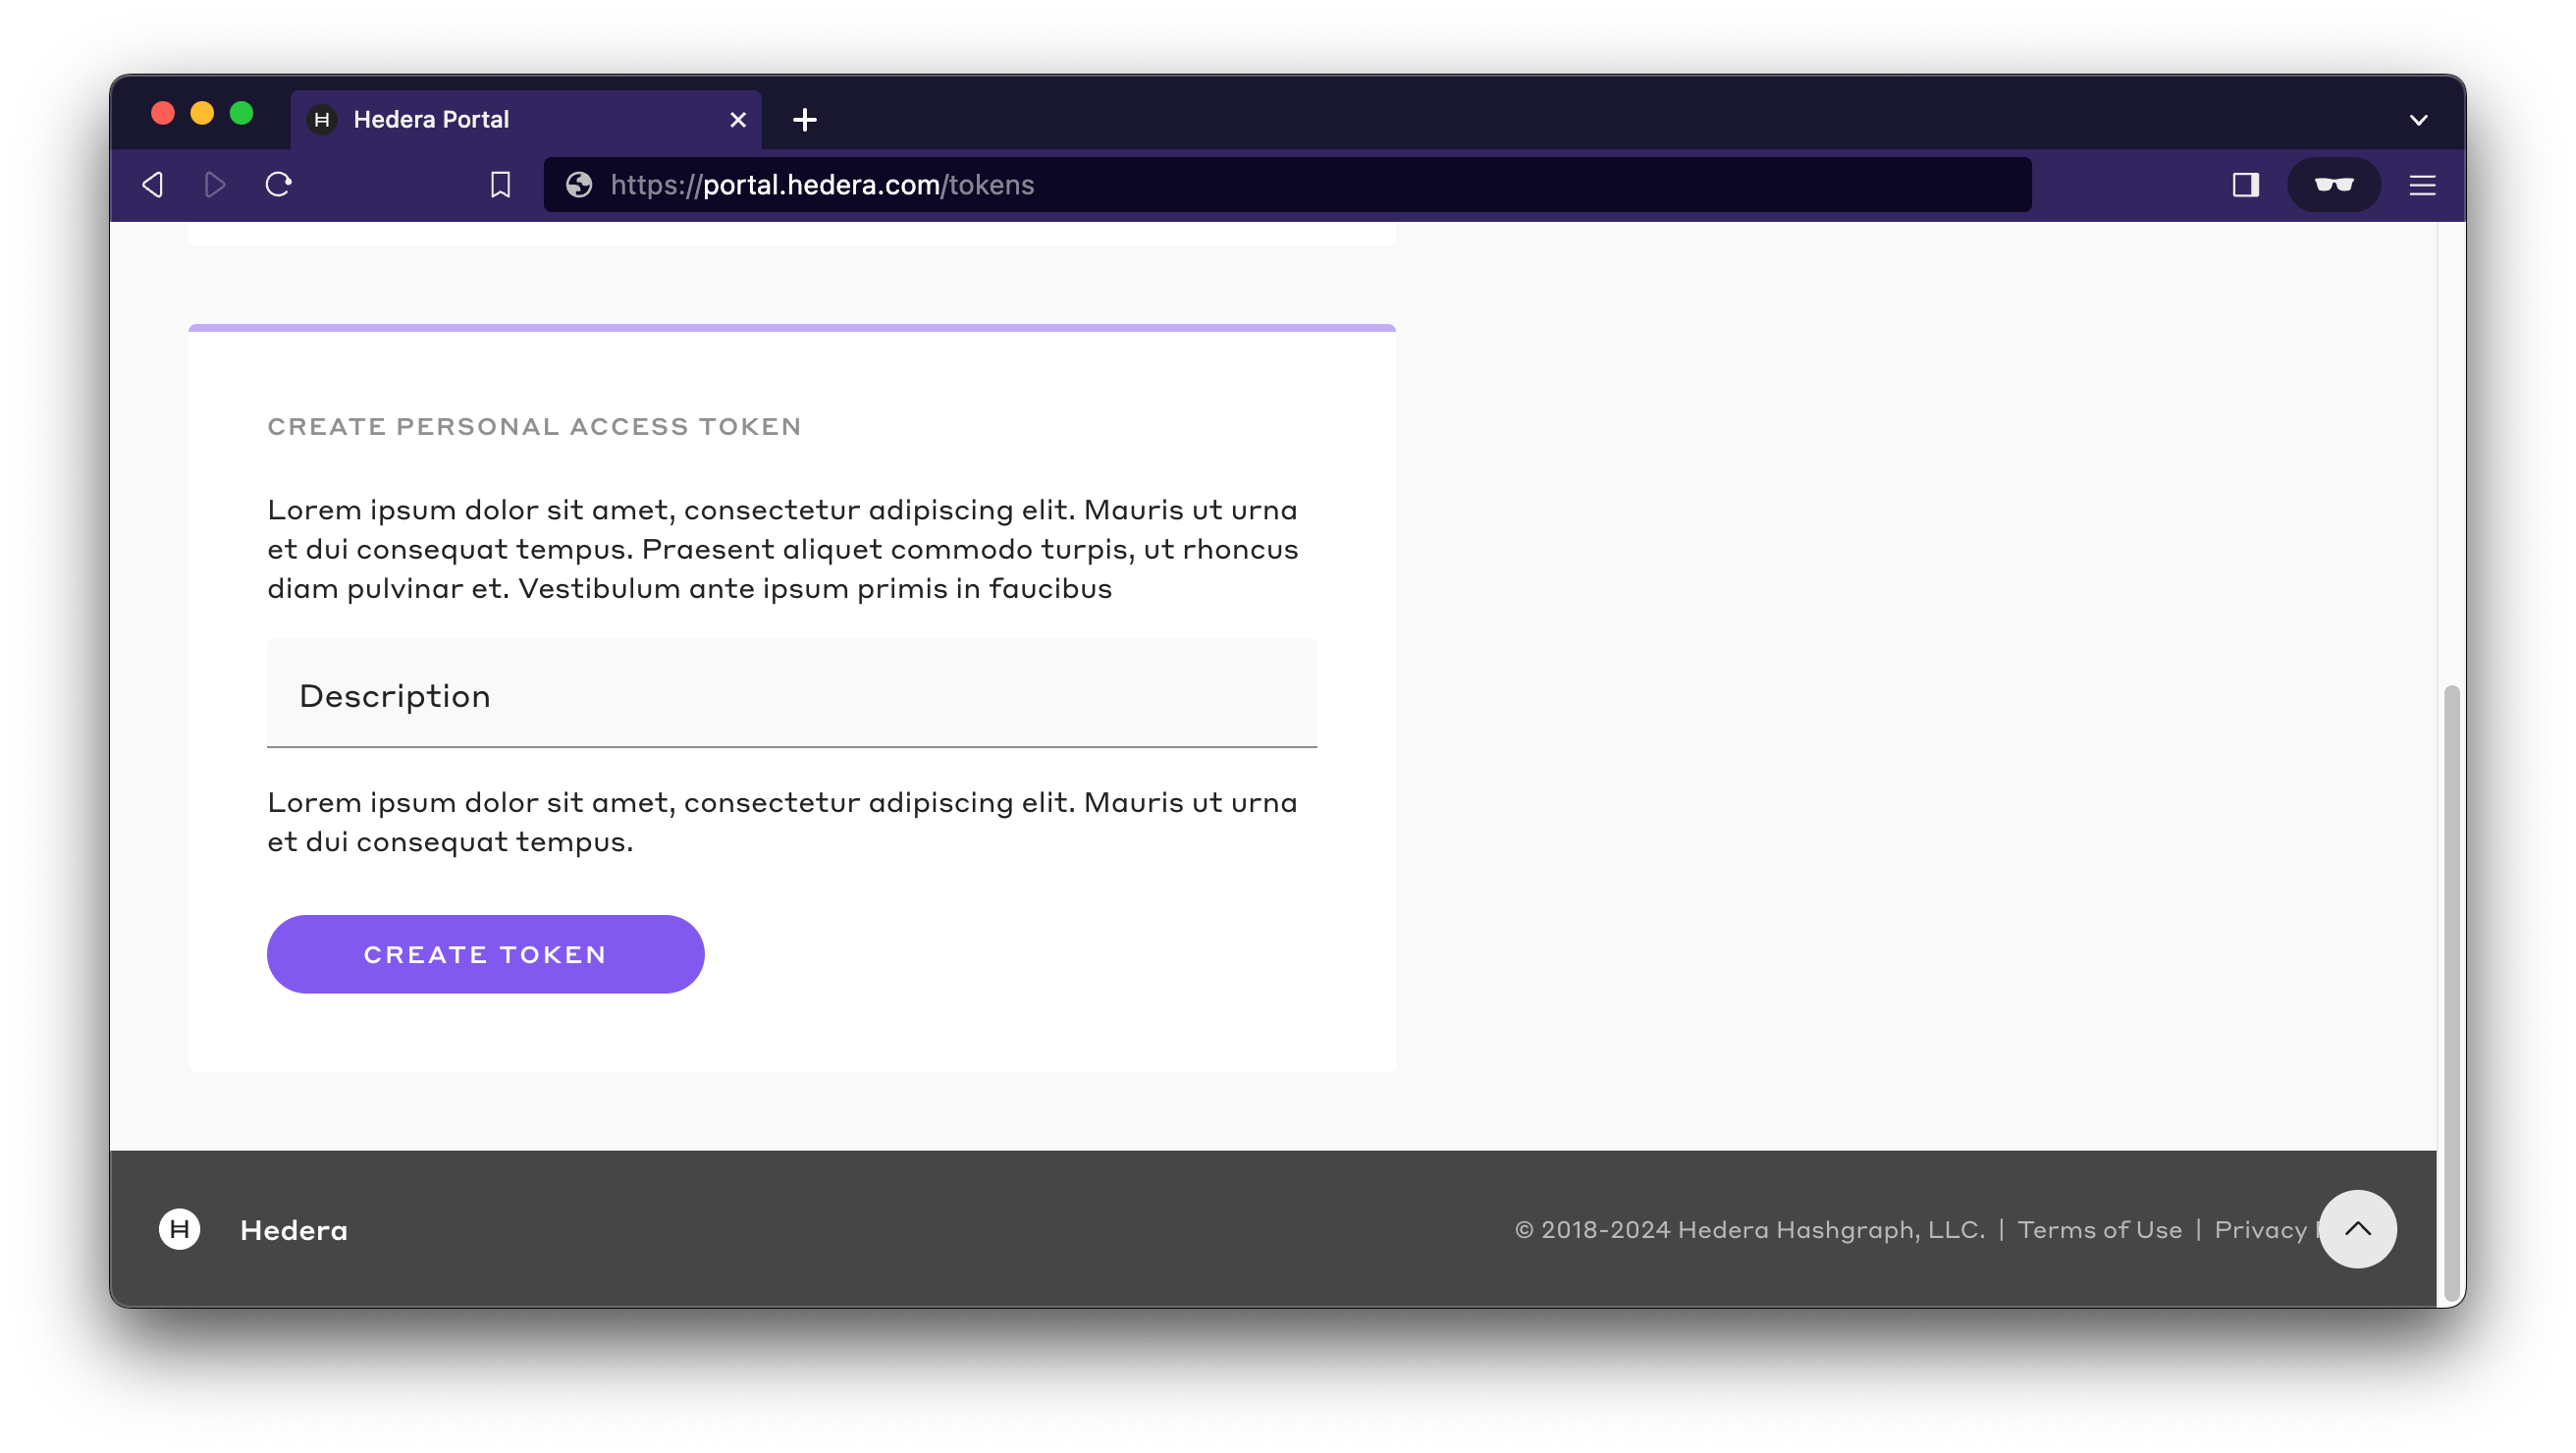 Hedera Portal
https://portal.hedera.com/tokens
CREATE PERSONAL ACCESS TOKEN
Lorem ipsum dolor sit amet, consectetur adipiscing elit. Mauris ut urna
et dui consequat tempus. Praesent aliquet commodo turpis, ut rhoncus
diam pulvinar et. Vestibulum ante ipsum primis in faucibus
Description
Lorem ipsum dolor sit amet, consectetur adipiscing elit. Mauris ut urna
et dui consequat tempus.
CREATE TOKEN
H Hedera
© 2018-2024 Hedera Hashgraph, LLC. | Terms of Use | Privacy